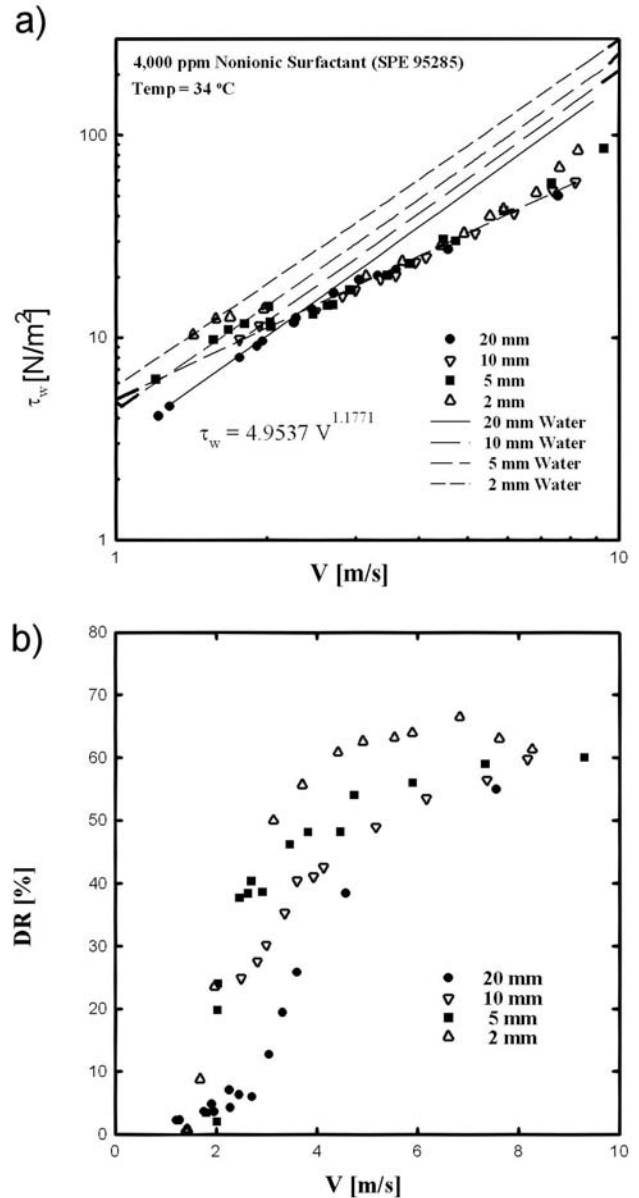 a)
4,000 ppm Nonionic Surfactant (SPE 95285)
Temp = 34 °C
100
10
1
τw [N/m²]
τw = 4.9537 V^1.1771
20 mm
10 mm
5 mm
2 mm
20 mm Water
10 mm Water
5 mm Water
2 mm Water
1
10
V [m/s]
b)
80
70
60
50
40
30
20
10
0
DR [%]
20 mm
10 mm
5 mm
2 mm
0
2
4
6
8
10
V [m/s]